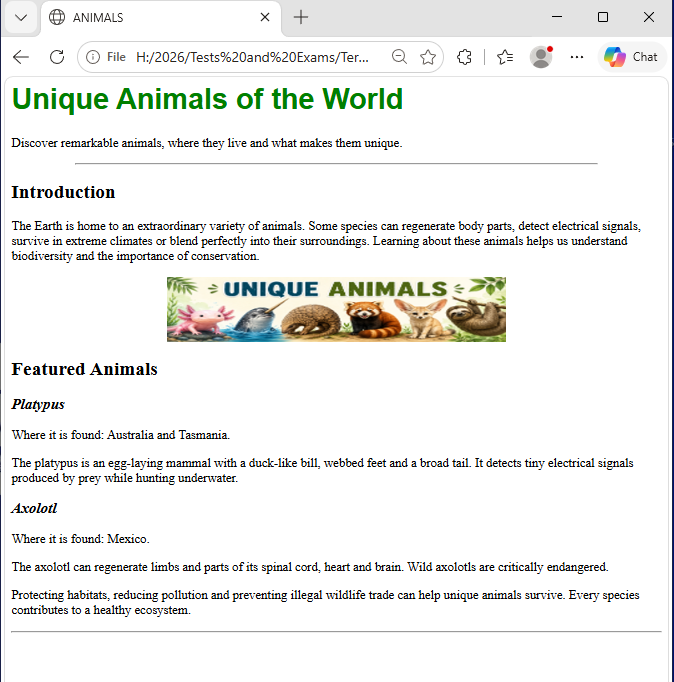 ANIMALS
File H:/2026/Tests%20and%20Exams/Ter...
Chat
Unique Animals of the World
Discover remarkable animals, where they live and what makes them unique.
Introduction
The Earth is home to an extraordinary variety of animals. Some species can regenerate body parts, detect electrical signals,
survive in extreme climates or blend perfectly into their surroundings. Learning about these animals helps us understand
biodiversity and the importance of conservation.
UNIQUE ANIMALS
Featured Animals
Platypus
Where it is found: Australia and Tasmania.
The platypus is an egg-laying mammal with a duck-like bill, webbed feet and a broad tail. It detects tiny electrical signals
produced by prey while hunting underwater.
Axolotl
Where it is found: Mexico.
The axolotl can regenerate limbs and parts of its spinal cord, heart and brain. Wild axolotls are critically endangered.
Protecting habitats, reducing pollution and preventing illegal wildlife trade can help unique animals survive. Every species
contributes to a healthy ecosystem.